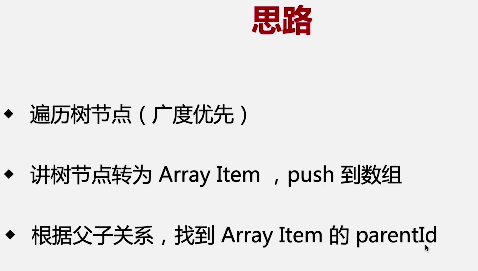 思路
遍历树节点（广度优先）
讲树节点转为 Array Item ，push 到数组
根据父子关系，找到 Array Item 的 parentId